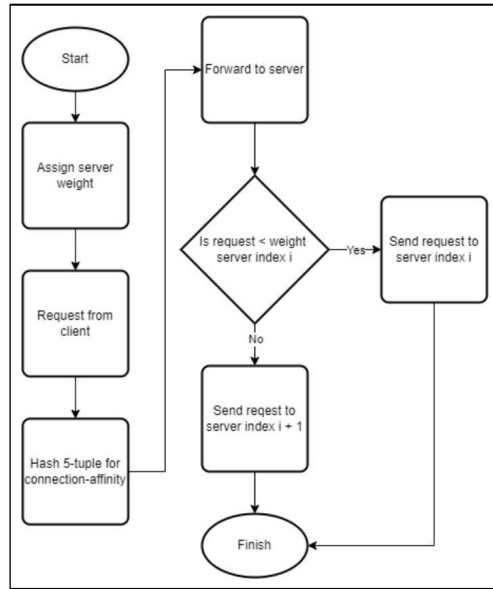 Start
Assign server
weight
Request from
client
Hash 5-tuple for
connection-affinity
Forward to server
Is request < weight
server index i
Yes
Send request to
server index i
No
Send reqest to
server index i + 1
Finish